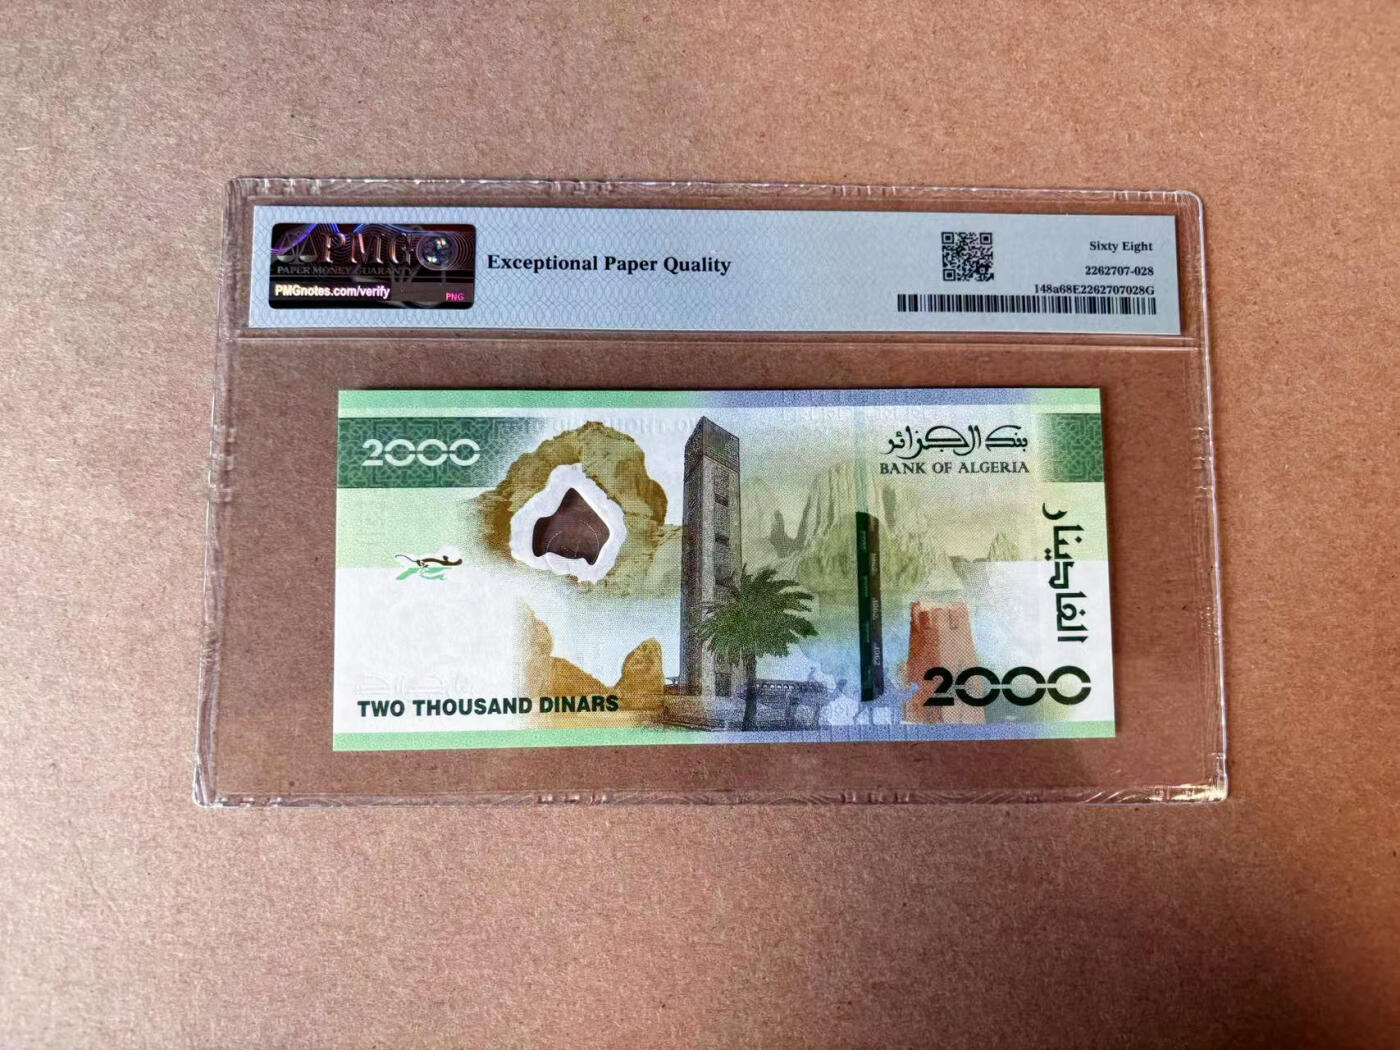 PMG
PAPER MONEY GUARANTY
PMGnotes.com/verify
PNG
Exceptional Paper Quality
Sixty Eight
2262707-028
148a68E2262707028G
2000
بنك الجزائر
BANK OF ALGERIA
ألفا دينار
TWO THOUSAND DINARS
2000